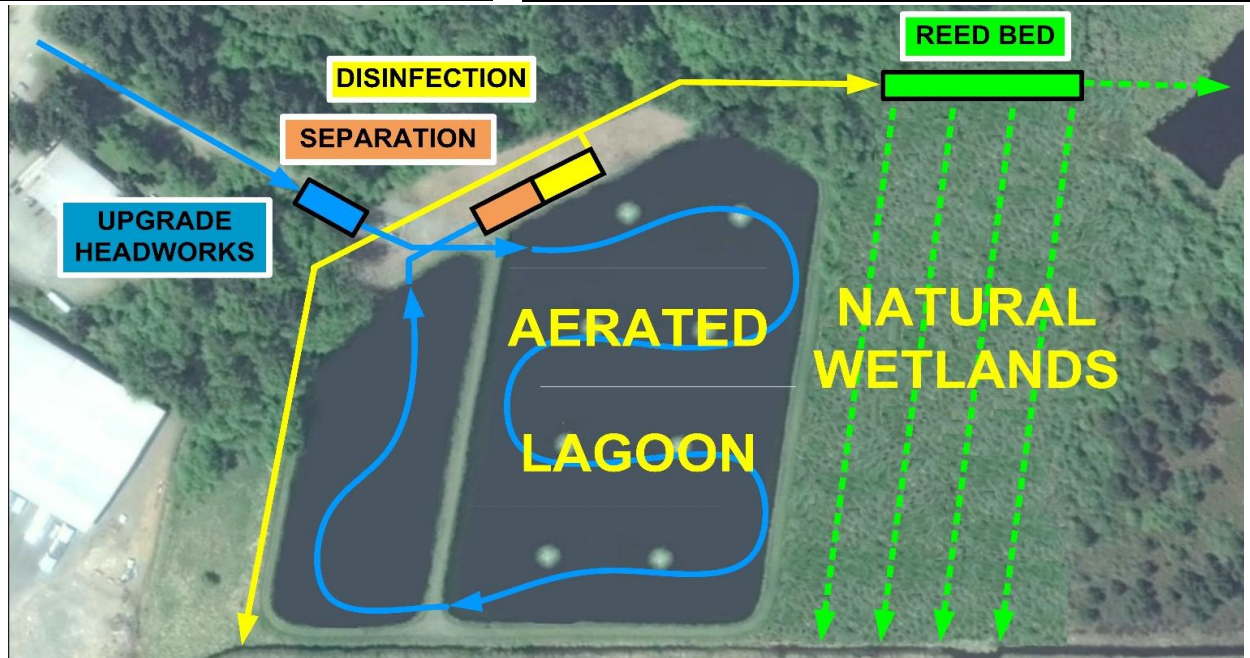 REED BED
DISINFECTION
SEPARATION
UPGRADE
HEADWORKS
AERATED
LAGOON
NATURAL
WETLANDS